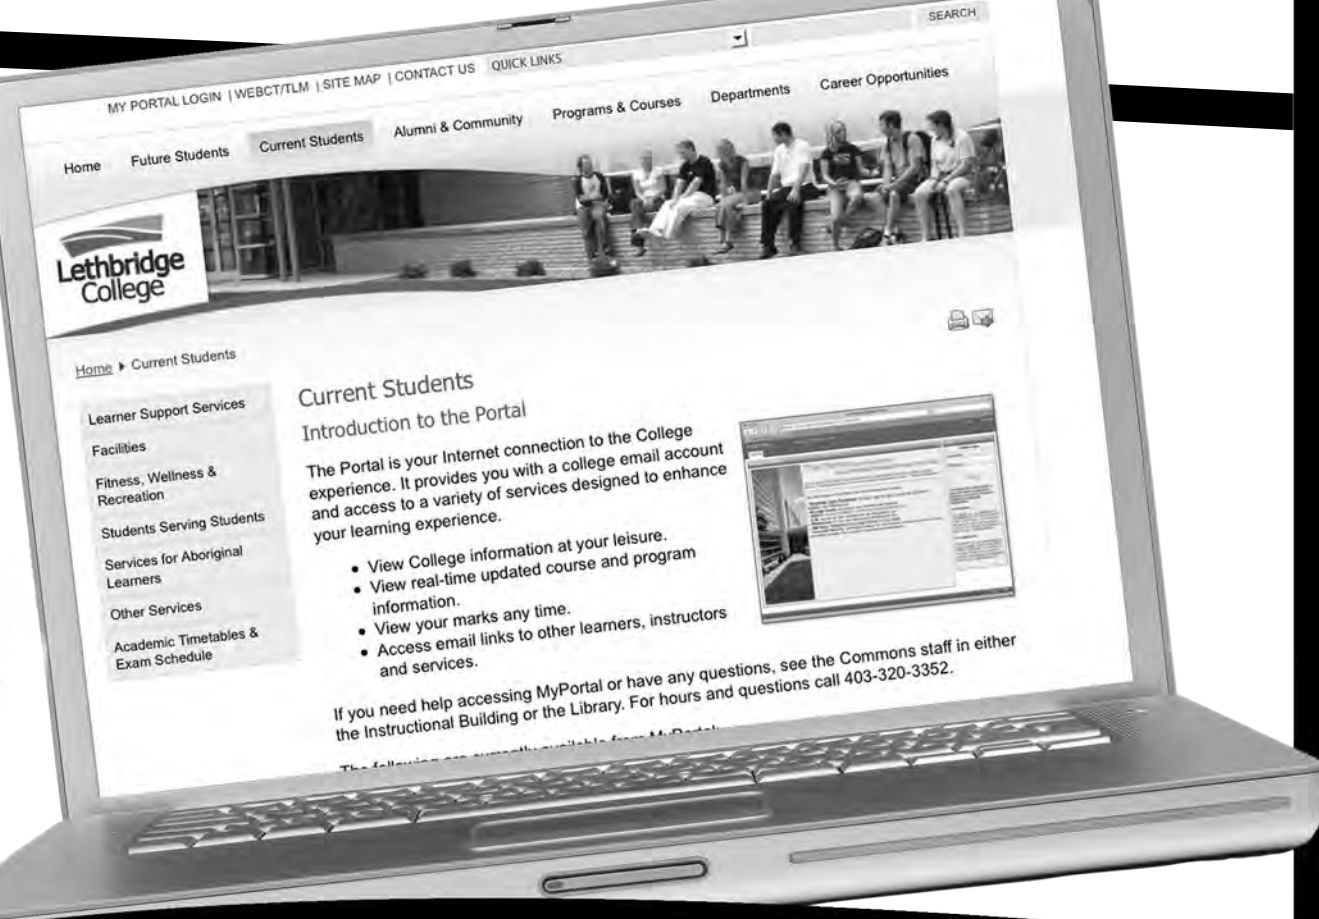 SEARCH
MY PORTAL LOGIN | WEBCT/TLM | SITE MAP | CONTACT US QUICK LINKS
Home Future Students Current Students Alumni & Community Programs & Courses Departments Career Opportunities
Lethbridge
College
Home Current Students
Learner Support Services
Facilities
Fitness, Wellness &
Recreation
Students Serving Students
Services for Aboriginal
Learners
Other Services
Academic Timetables &
Exam Schedule
Current Students
Introduction to the Portal
The Portal is your Internet connection to the College
experience. It provides you with a college email account
and access to a variety of services designed to enhance
your learning experience.
• View College information at your leisure.
• View real-time updated course and program
information.
• View your marks any time.
• Access email links to other learners, instructors
and services.
If you need help accessing MyPortal or have any questions, see the Commons staff in either
the Instructional Building or the Library. For hours and questions call 403-320-3352.
The following are currently available from MyPortal: